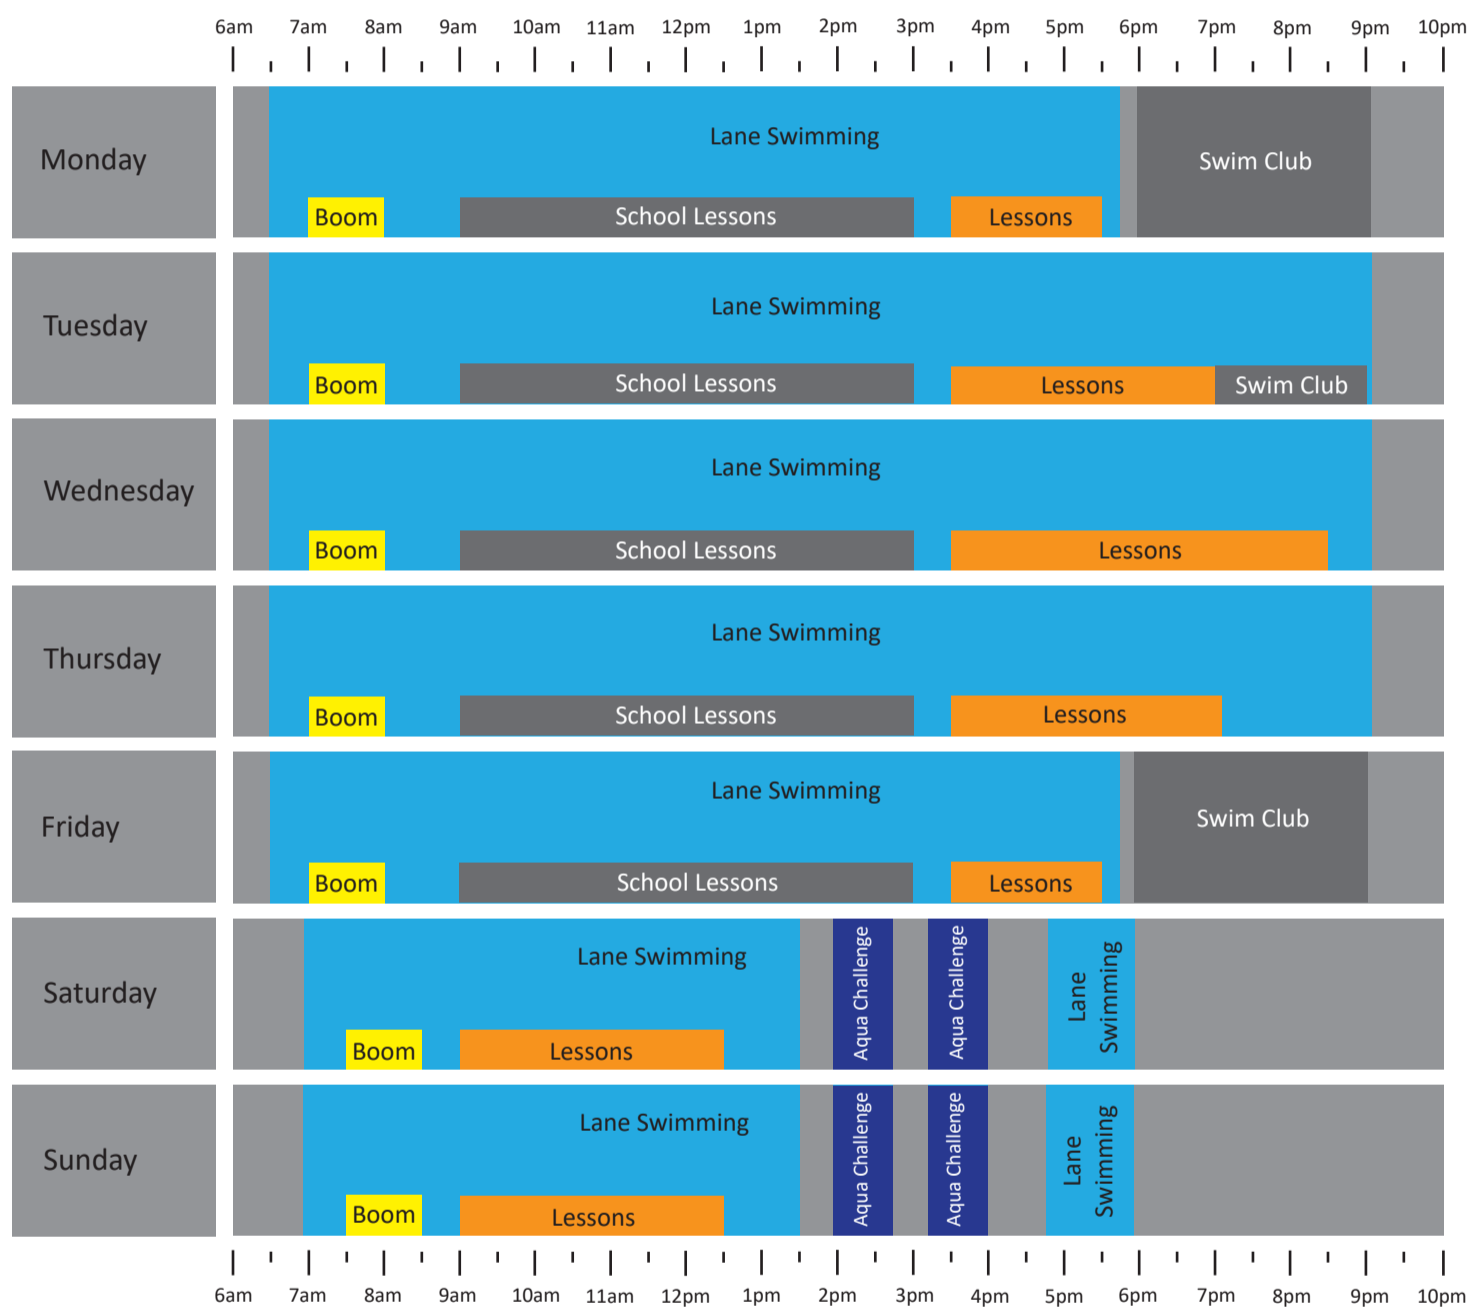 6am 7am 8am 9am 10am 11am 12pm 1pm 2pm 3pm 4pm 5pm 6pm 7pm 8pm 9pm 10pm
Monday
Lane Swimming
Swim Club
Boom
School Lessons
Lessons
Tuesday
Lane Swimming
Boom
School Lessons
Lessons
Swim Club
Wednesday
Lane Swimming
Boom
School Lessons
Lessons
Thursday
Lane Swimming
Boom
School Lessons
Lessons
Friday
Lane Swimming
Swim Club
Boom
School Lessons
Lessons
Saturday
Lane Swimming
Boom
Lessons
Aqua Challenge
Aqua Challenge
Lane
Swimming
Sunday
Lane Swimming
Boom
Lessons
Aqua Challenge
Aqua Challenge
Lane
Swimming
6am 7am 8am 9am 10am 11am 12pm 1pm 2pm 3pm 4pm 5pm 6pm 7pm 8pm 9pm 10pm